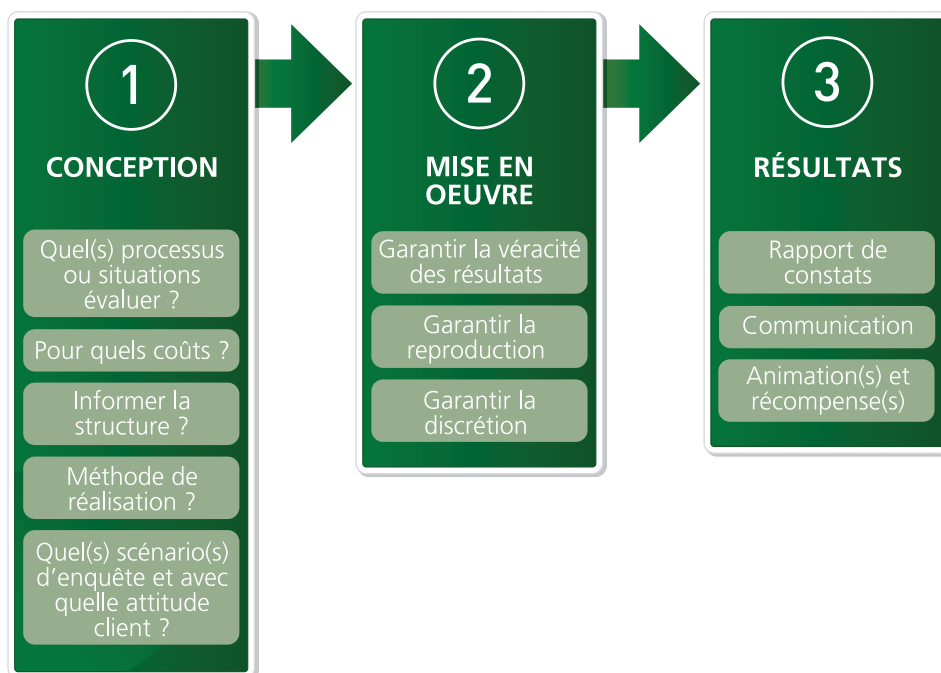 1
CONCEPTION
Quel(s) processus
ou situations
évaluer ?
Pour quels coûts ?
Informer la
structure ?
Méthode de
réalisation ?
Quel(s) scénario(s)
d’enquête et avec
quelle attitude
client ?
2
MISE EN
OEUVRE
Garantir la véracité
des résultats
Garantir la
reproduction
Garantir la
discrétion
3
RÉSULTATS
Rapport de
constats
Communication
Animation(s) et
récompense(s)